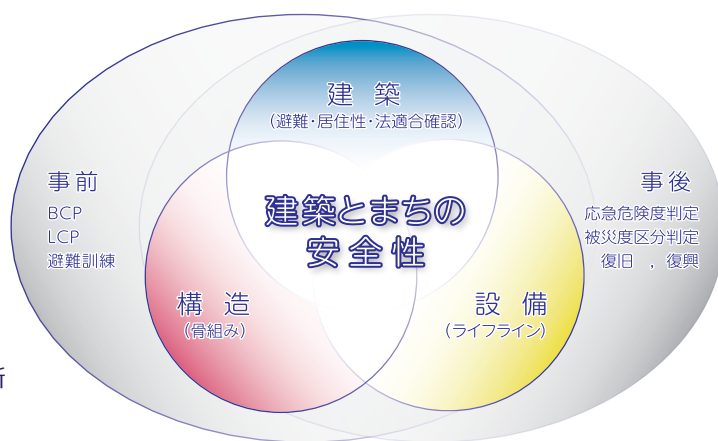 建 築
(避難・居住性・法適合確認)
事前
BCP
LCP
避難訓練
建築とまちの
安全性
事後
応急危険度判定
被災度区分判定
復旧 , 復興
構 造
(骨組み)
設 備
(ライフライン)